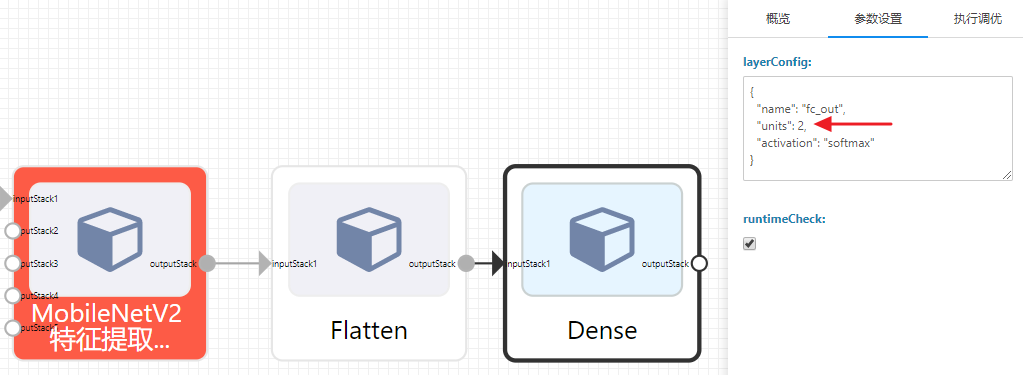 概览 参数设置 执行调优
layerConfig:
{
"name": "fc_out",
"units": 2,
"activation": "softmax"
}
runtimeCheck:
inputStack1
putStack2
putStack3
putStack4
outputStack
MobileNetV2
特征提取...
inputStack1
outputStack
Flatten
inputStack1
outputStack
Dense